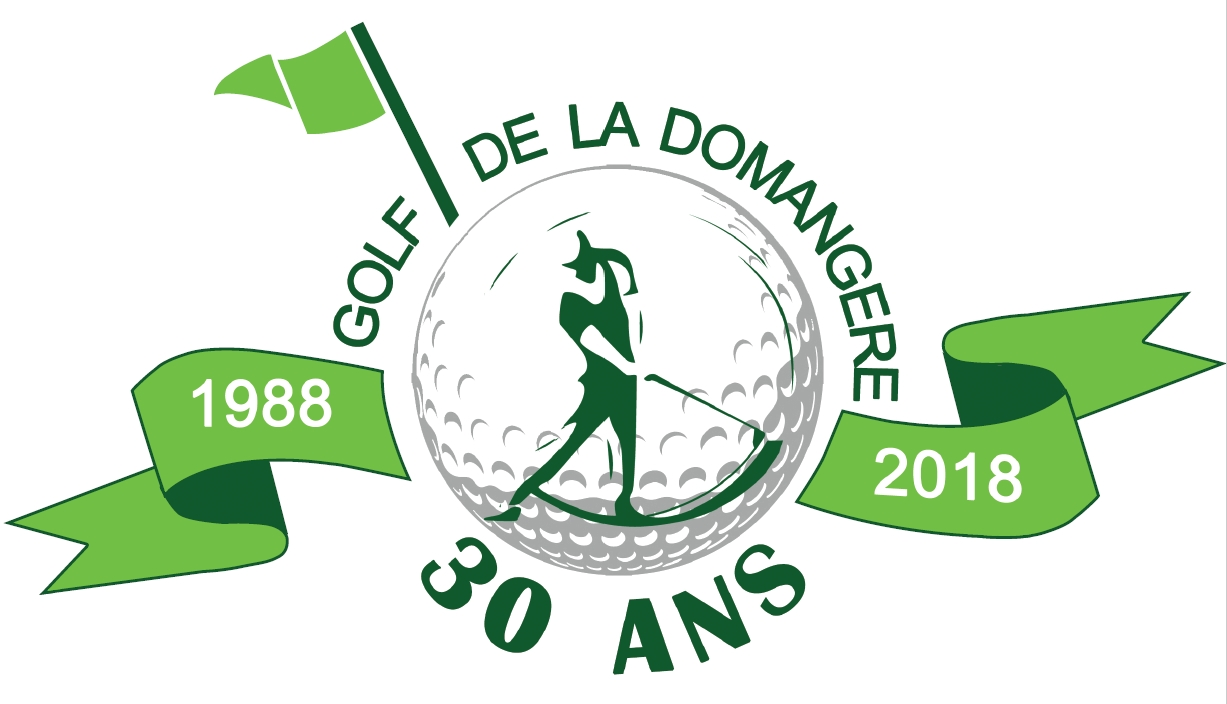 GOLF DE LA DOMANGERE
1988
2018
30 ANS